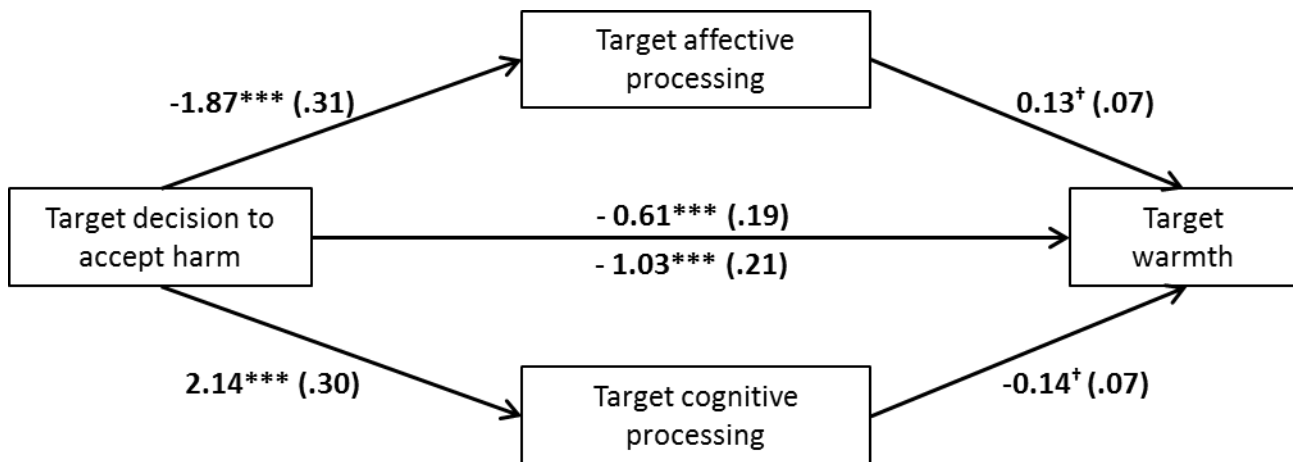 Target affective
processing
-1.87*** (.31)
0.13† (.07)
Target decision to
accept harm
- 0.61*** (.19)
- 1.03*** (.21)
Target
warmth
2.14*** (.30)
-0.14† (.07)
Target cognitive
processing